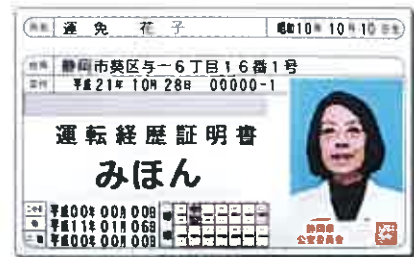 氏名 運免 花子 昭和10年10月10日生
住所 静岡市葵区与一6丁目16番1号
交付 平成21年10月28日 00000-1
運転経歴証明書
みほん
平成00年00月00日
他 平成11年01月06日
二種 平成00年00月00日
静岡県
公安委員会